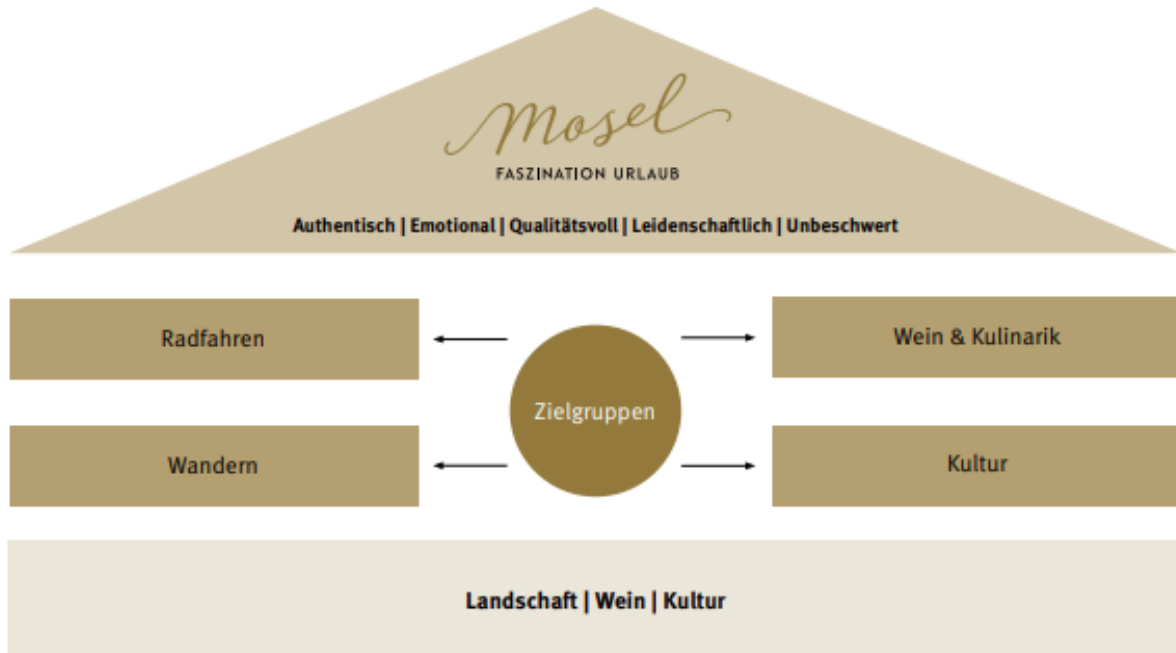 Mosel
FASZINATION URLAUB
Authentisch | Emotional | Qualitätsvoll | Leidenschaftlich | Unbeschwert
Radfahren
Wein & Kulinarik
Zielgruppen
Wandern
Kultur
Landschaft | Wein | Kultur